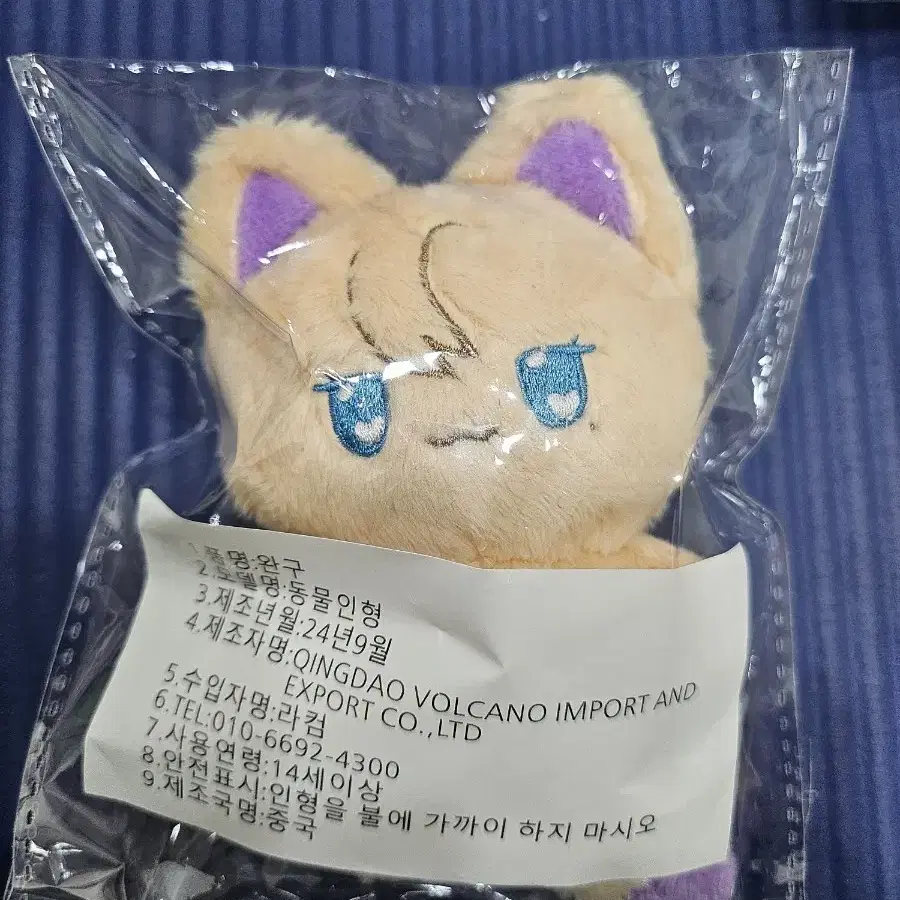 1.품명:완구
2.모델명:동물인형
3.제조년월:24년9월
4.제조자명:QINGDAO VOLCANO IMPORT AND
EXPORT CO.,LTD
5.수입자명:라컴
6.TEL:010-6692-4300
7.사용연령:14세이상
8.안전표시:인형을 불에 가까이 하지 마시오
9.제조국명:중국